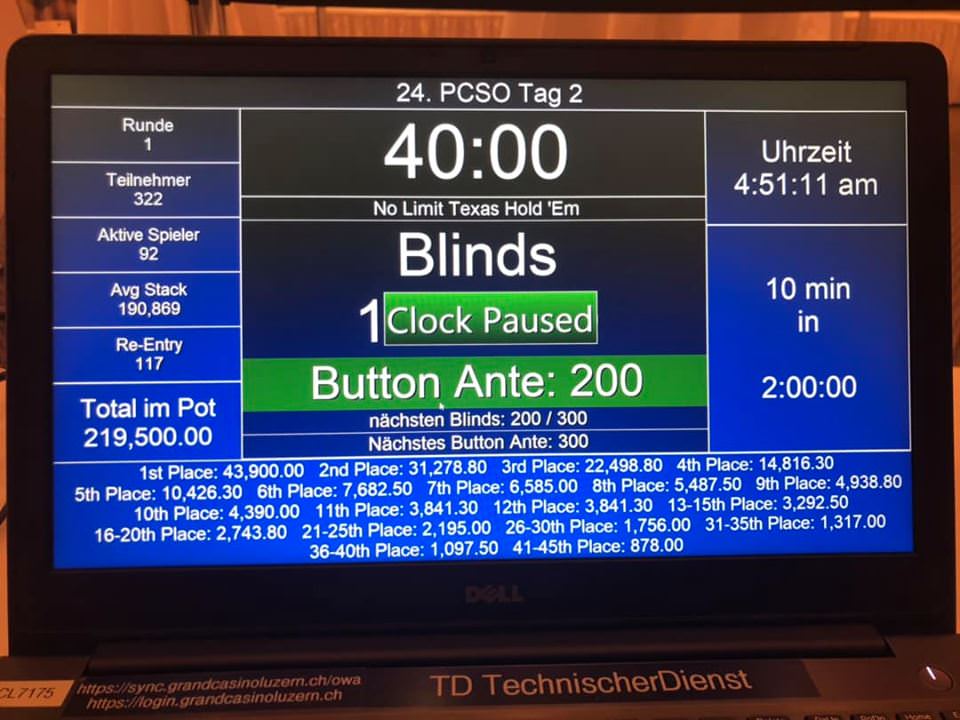 24. PCSO Tag 2
Runde
1
Teilnehmer
322
Aktive Spieler
92
Avg Stack
190,869
Re-Entry
117
Total im Pot
219,500.00
40:00
No Limit Texas Hold 'Em
Blinds
1
Clock Paused
Button Ante: 200
nächsten Blinds: 200 / 300
Nächstes Button Ante: 300
Uhrzeit
4:51:11 am
10 min
in
2:00:00
1st Place: 43,900.00 2nd Place: 31,278.80 3rd Place: 22,498.80 4th Place: 14,816.30
5th Place: 10,426.30 6th Place: 7,682.50 7th Place: 6,585.00 8th Place: 5,487.50 9th Place: 4,938.80
10th Place: 4,390.00 11th Place: 3,841.30 12th Place: 3,841.30 13-15th Place: 3,292.50
16-20th Place: 2,743.80 21-25th Place: 2,195.00 26-30th Place: 1,756.00 31-35th Place: 1,317.00
36-40th Place: 1,097.50 41-45th Place: 878.00
DELL
CL7175
https://sync.grandcasinoluzern.ch/owa
https://login.grandcasinoluzern.ch
TD TechnischerDienst